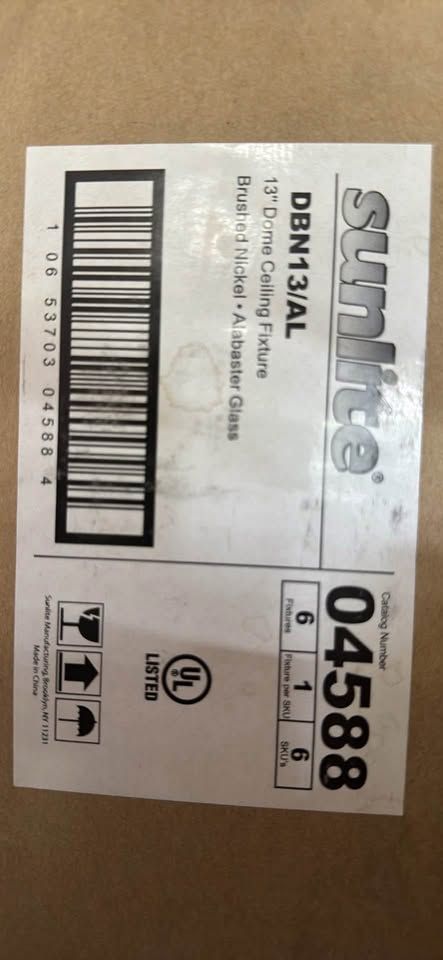 sunlite®
DBN13/AL
13" Dome Ceiling Fixture
Brushed Nickel • Alabaster Glass
1 06 53703 04588 4
Catalog Number
04588
6 1 6
Fixtures Fixture per SKU SKU's
UL®
LISTED
Sunlite Manufacturing, Brooklyn, NY 11231
Made in China